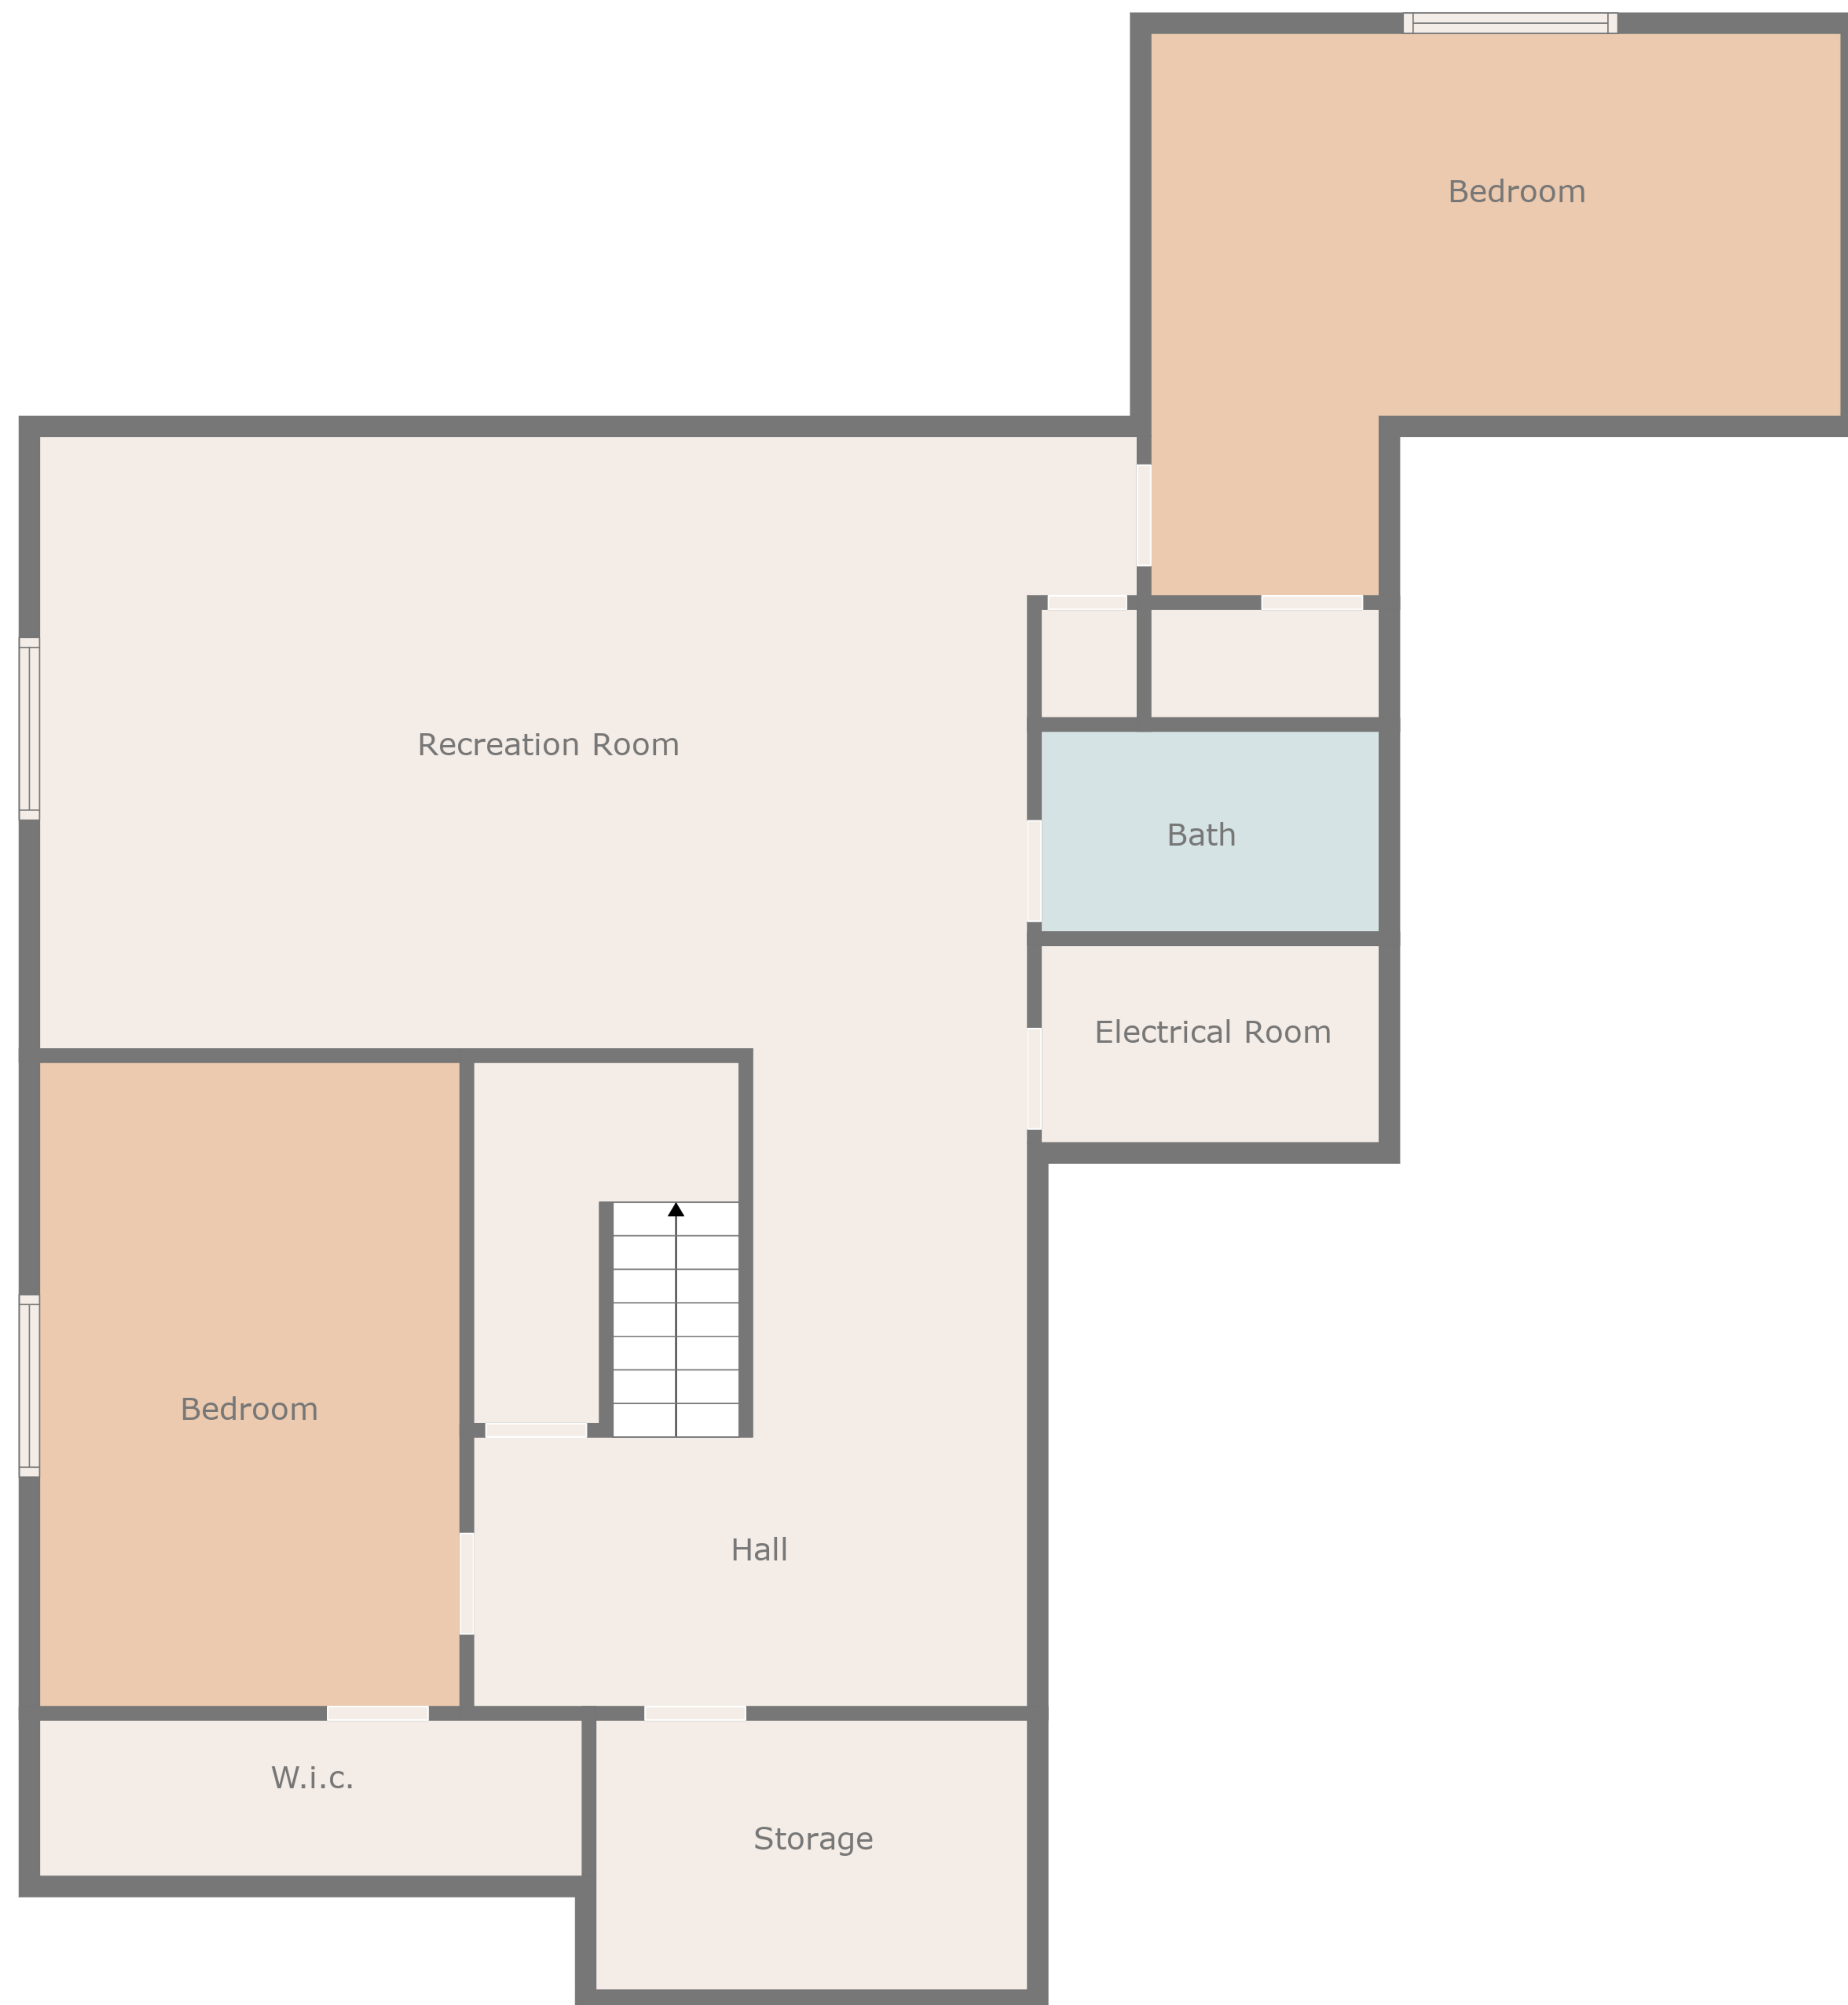 Bedroom
Recreation Room
Bath
Electrical Room
Bedroom
Hall
W.i.c.
Storage